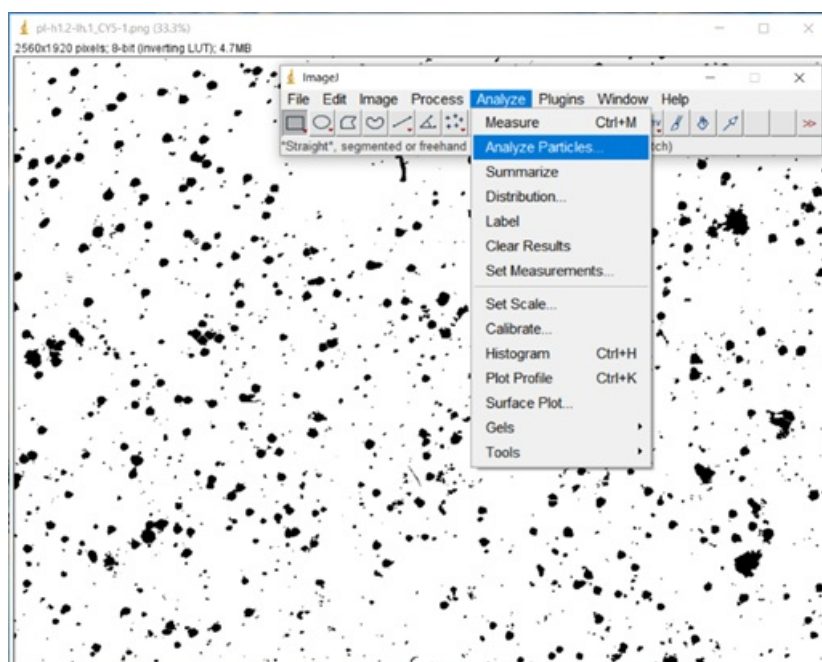 pl-h1.2-lh.1_CY5-1.png (33.3%)
2560x1920 pixels; 8-bit (inverting LUT); 4.7MB
ImageJ
File Edit Image Process Analyze Plugins Window Help
*Straight*, segmented or freehand tch)
Measure Ctrl+M
Analyze Particles...
Summarize
Distribution...
Label
Clear Results
Set Measurements...
Set Scale...
Calibrate...
Histogram Ctrl+H
Plot Profile Ctrl+K
Surface Plot...
Gels
Tools